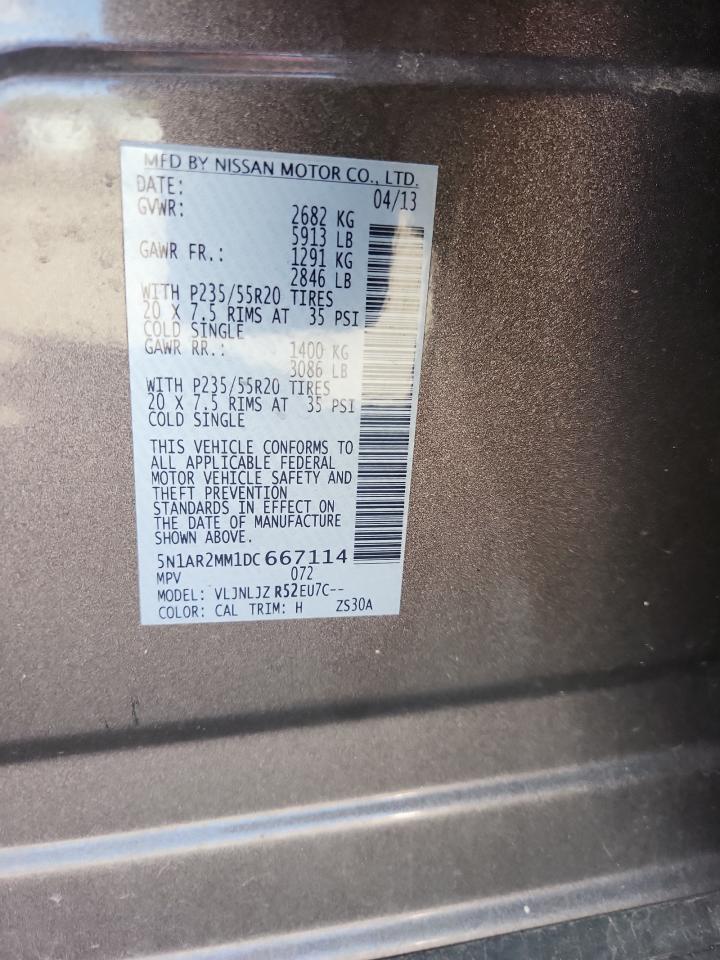 MFD BY NISSAN MOTOR CO., LTD.
DATE: 04/13
GVWR: 2682 KG
5913 LB
GAWR FR.: 1291 KG
2846 LB
WITH P235/55R20 TIRES
20 X 7.5 RIMS AT 35 PSI
COLD SINGLE
GAWR RR.: 1400 KG
3086 LB
WITH P235/55R20 TIRES
20 X 7.5 RIMS AT 35 PSI
COLD SINGLE
THIS VEHICLE CONFORMS TO
ALL APPLICABLE FEDERAL
MOTOR VEHICLE SAFETY AND
THEFT PREVENTION
STANDARDS IN EFFECT ON
THE DATE OF MANUFACTURE
SHOWN ABOVE.
5N1AR2MM1DC667114
MPV 072
MODEL: VLJNLJZ R52EU7C--
COLOR: CAL TRIM: H ZS30A